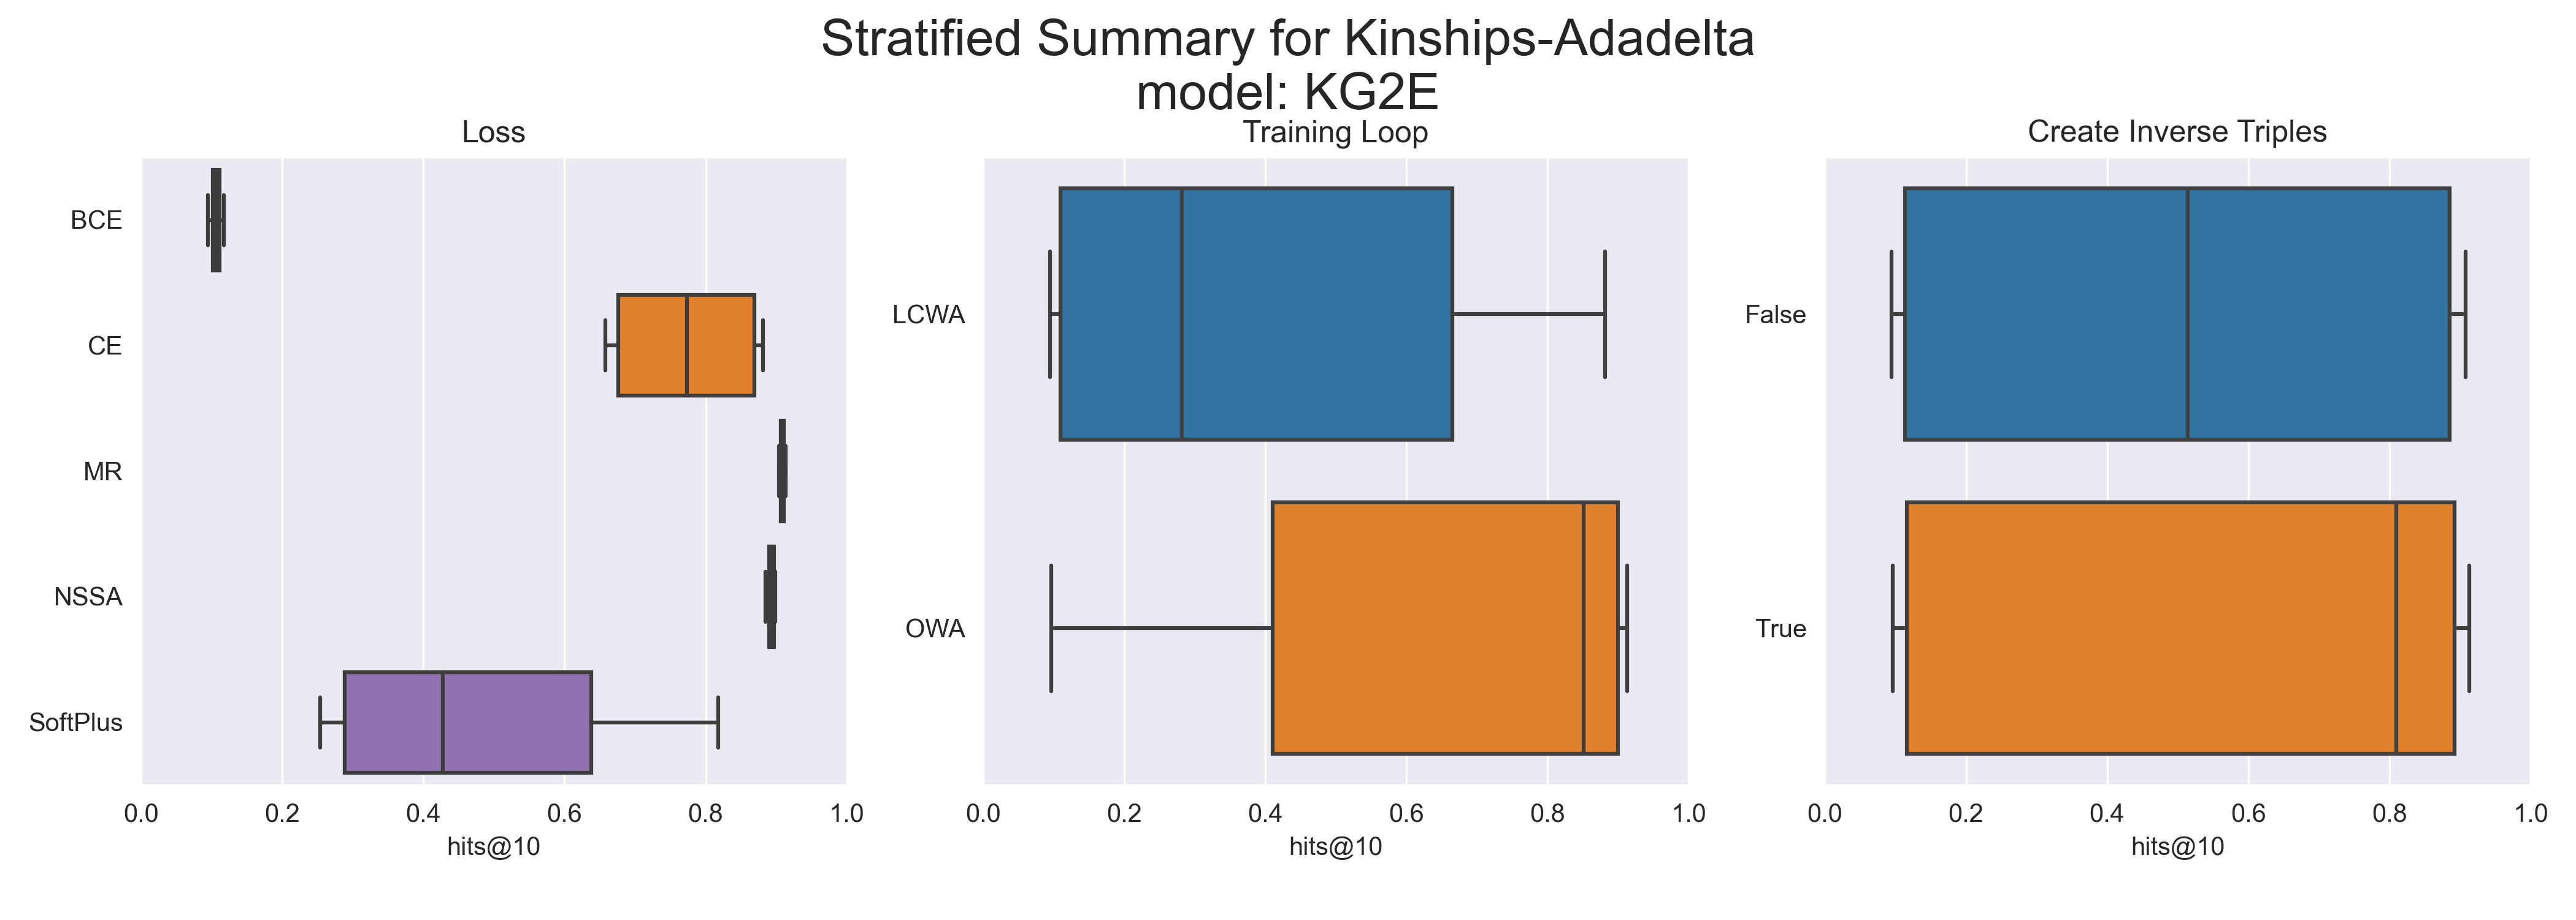 Stratified Summary for Kinships-Adadelta
model: KG2E
Loss
BCE
CE
MR
NSSA
SoftPlus
0.0 0.2 0.4 0.6 0.8 1.0
hits@10
Training Loop
LCWA
OWA
0.0 0.2 0.4 0.6 0.8 1.0
hits@10
Create Inverse Triples
False
True
0.0 0.2 0.4 0.6 0.8 1.0
hits@10